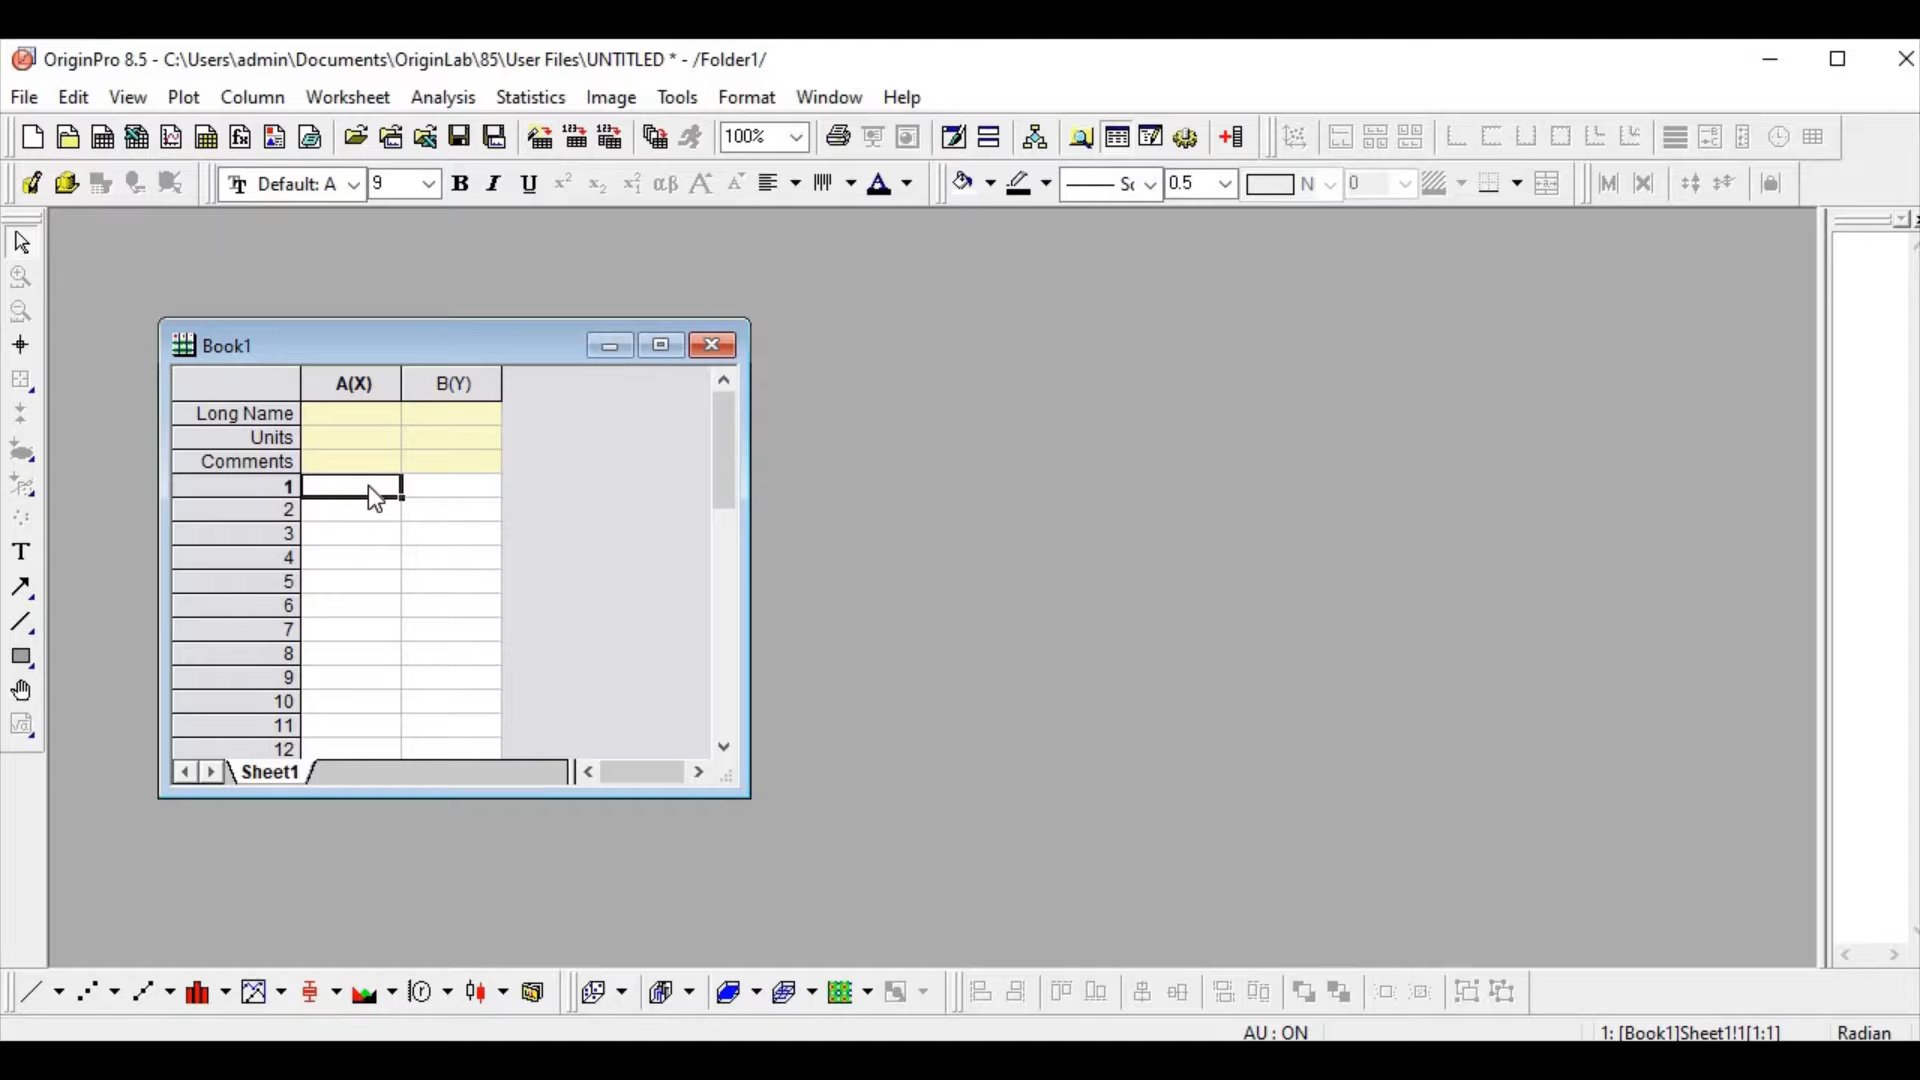 OriginPro 8.5 - C:\Users\admin\Documents\OriginLab\85\User Files\UNTITLED * - /Folder1/
File Edit View Plot Column Worksheet Analysis Statistics Image Tools Format Window Help
100%
Default: A 9 B I U αβ A A A Sc 0.5 N 0
Book1
A(X) B(Y)
Long Name
Units
Comments
1
2
3
4
5
6
7
8
9
10
11
12
Sheet1
T
AU : ON 1: [Book1]Sheet1!1[1:1] Radian